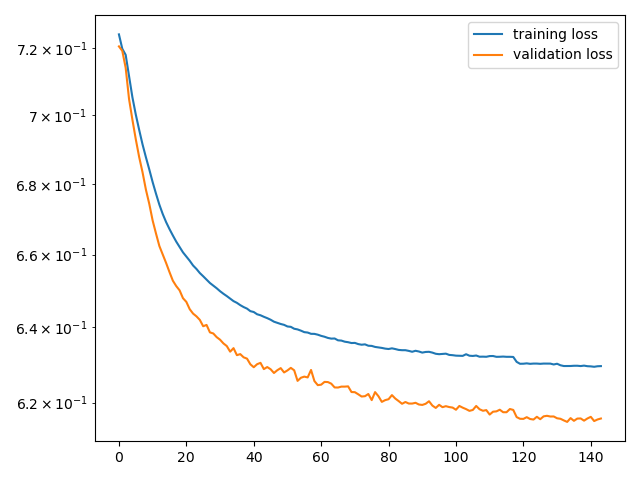 training loss
validation loss
7.2 × 10⁻¹
7 × 10⁻¹
6.8 × 10⁻¹
6.6 × 10⁻¹
6.4 × 10⁻¹
6.2 × 10⁻¹
0 20 40 60 80 100 120 140